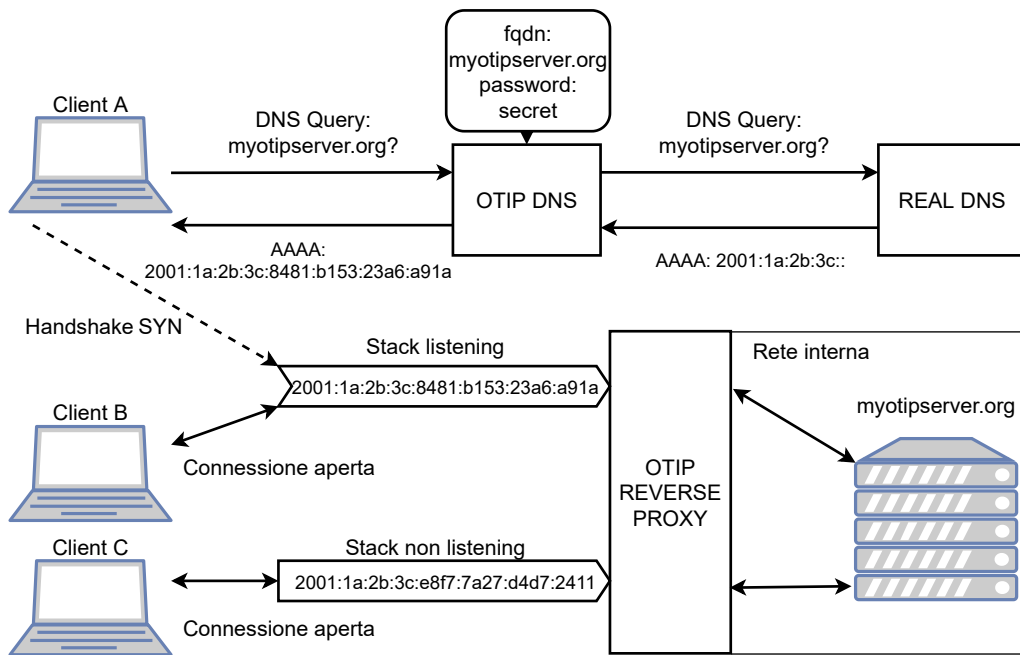 fqdn:
myotipserver.org
password:
secret
Client A
DNS Query:
myotipserver.org?
DNS Query:
myotipserver.org?
OTIP DNS
REAL DNS
AAAA:
2001:1a:2b:3c:8481:b153:23a6:a91a
AAAA: 2001:1a:2b:3c::
Handshake SYN
Stack listening
2001:1a:2b:3c:8481:b153:23a6:a91a
Rete interna
myotipserver.org
Client B
Connessione aperta
OTIP
REVERSE
PROXY
Client C
Stack non listening
2001:1a:2b:3c:e8f7:7a27:d4d7:2411
Connessione aperta